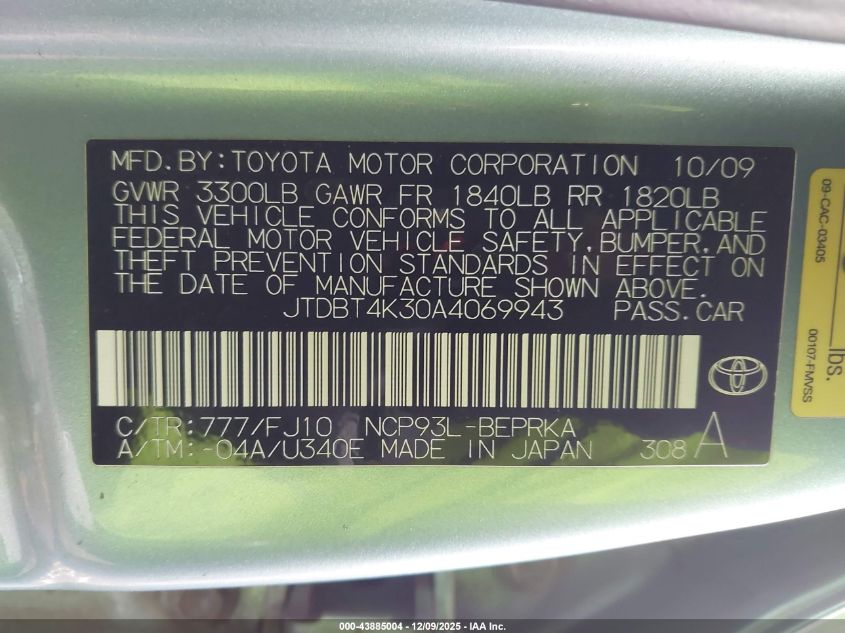 MFD.BY:TOYOTA MOTOR CORPORATION 10/09
GVWR 3300LB GAWR FR 1840LB RR 1820LB
THIS VEHICLE CONFORMS TO ALL APPLICABLE
FEDERAL MOTOR VEHICLE SAFETY,BUMPER,AND
THEFT PREVENTION STANDARDS IN EFFECT ON
THE DATE OF MANUFACTURE SHOWN ABOVE.
JTDBT4K30A4069943 PASS.CAR
C/TR:777/FJ10 NCP93L-BEPRKA
A/TM:-04A/U340E MADE IN JAPAN 308 A
09-CAC-03405
lbs.
00107-FMVSS
000-43885004 | 12/09/2025 - IAA Inc.